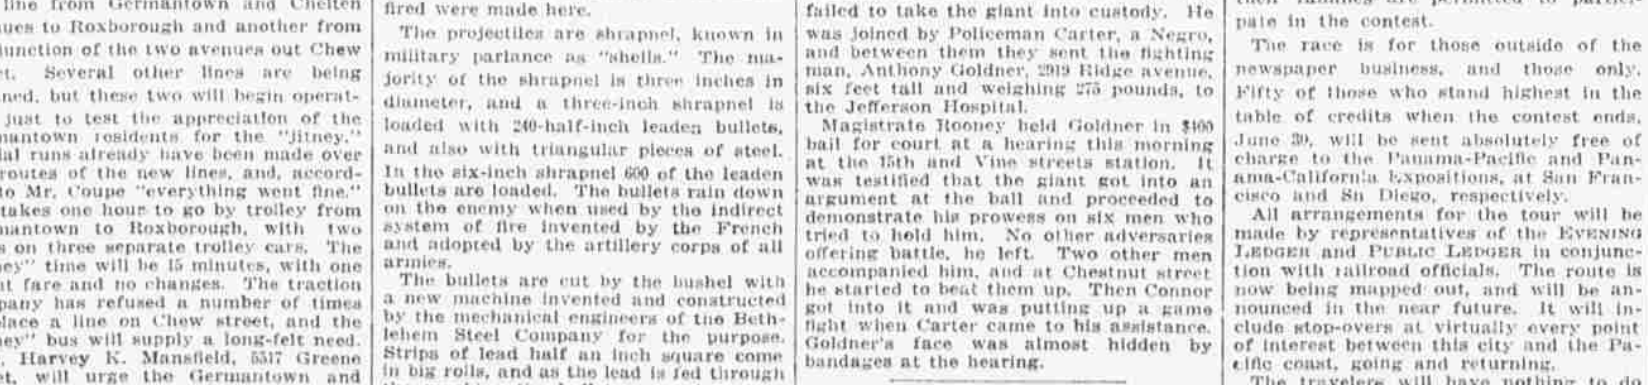 line from Germantown and Chelten
ues to Roxborough and another from
junction of the two avenues out Chew
et. Several other lines are being
ned, but these two will begin operat-
just to test the appreciation of the
mantown residents for the "jitney."
ial runs already have been made over
routes of the new lines, and, accord-
to Mr. Coupe "everything went fine."
takes one hour to go by trolley from
mantown to Roxborough, with two
s on three separate trolley cars. The
ey" time will be 15 minutes, with one
nt fare and no changes. The traction
pany has refused a number of times
lace a line on Chew street, and the
ney" bus will supply a long-felt need.
. Harvey K. Mansfield, 5517 Greene
et, will urge the Germantown and
fired were made here.
The projectiles are shrapnel, known in
military parlance as "shells." The ma-
jority of the shrapnel is three inches in
diameter, and a three-inch shrapnel is
loaded with 240-half-inch leaden bullets,
and also with triangular pieces of steel.
In the six-inch shrapnel 600 of the leaden
bullets are loaded. The bullets rain down
on the enemy when used by the indirect
system of fire invented by the French
and adopted by the artillery corps of all
armies.
The bullets are cut by the bushel with
a new machine invented and constructed
by the mechanical engineers of the Beth-
lehem Steel Company for the purpose.
Strips of lead half an inch square come
in big rolls, and as the lead is fed through
failed to take the giant into custody. He
was joined by Policeman Carter, a Negro,
and between them they sent the fighting
man, Anthony Goldner, 2919 Ridge avenue,
six feet tall and weighing 275 pounds, to
the Jefferson Hospital.
Magistrate Rooney held Goldner in $400
bail for court at a hearing this morning
at the 15th and Vine streets station. It
was testified that the giant got into an
argument at the ball and proceeded to
demonstrate his prowess on six men who
tried to hold him. No other adversaries
offering battle, he left. Two other men
accompanied him, and at Chestnut street
he started to beat them up. Then Connor
got into it and was putting up a game
fight when Carter came to his assistance.
Goldner's face was almost hidden by
bandages at the hearing.
pate in the contest.
The race is for those outside of the
newspaper business, and those only.
Fifty of those who stand highest in the
table of credits when the contest ends,
June 30, will be sent absolutely free of
charge to the Panama-Pacific and Pan-
ama-California Expositions, at San Fran-
cisco and Sn Diego, respectively.
All arrangements for the tour will be
made by representatives of the EVENING
LEDGER and PUBLIC LEDGER in conjunc-
tion with railroad officials. The route is
now being mapped out, and will be an-
nounced in the near future. It will in-
clude stop-overs at virtually every point
of interest between this city and the Pa-
cific coast, going and returning.
The travelers will have nothing to do